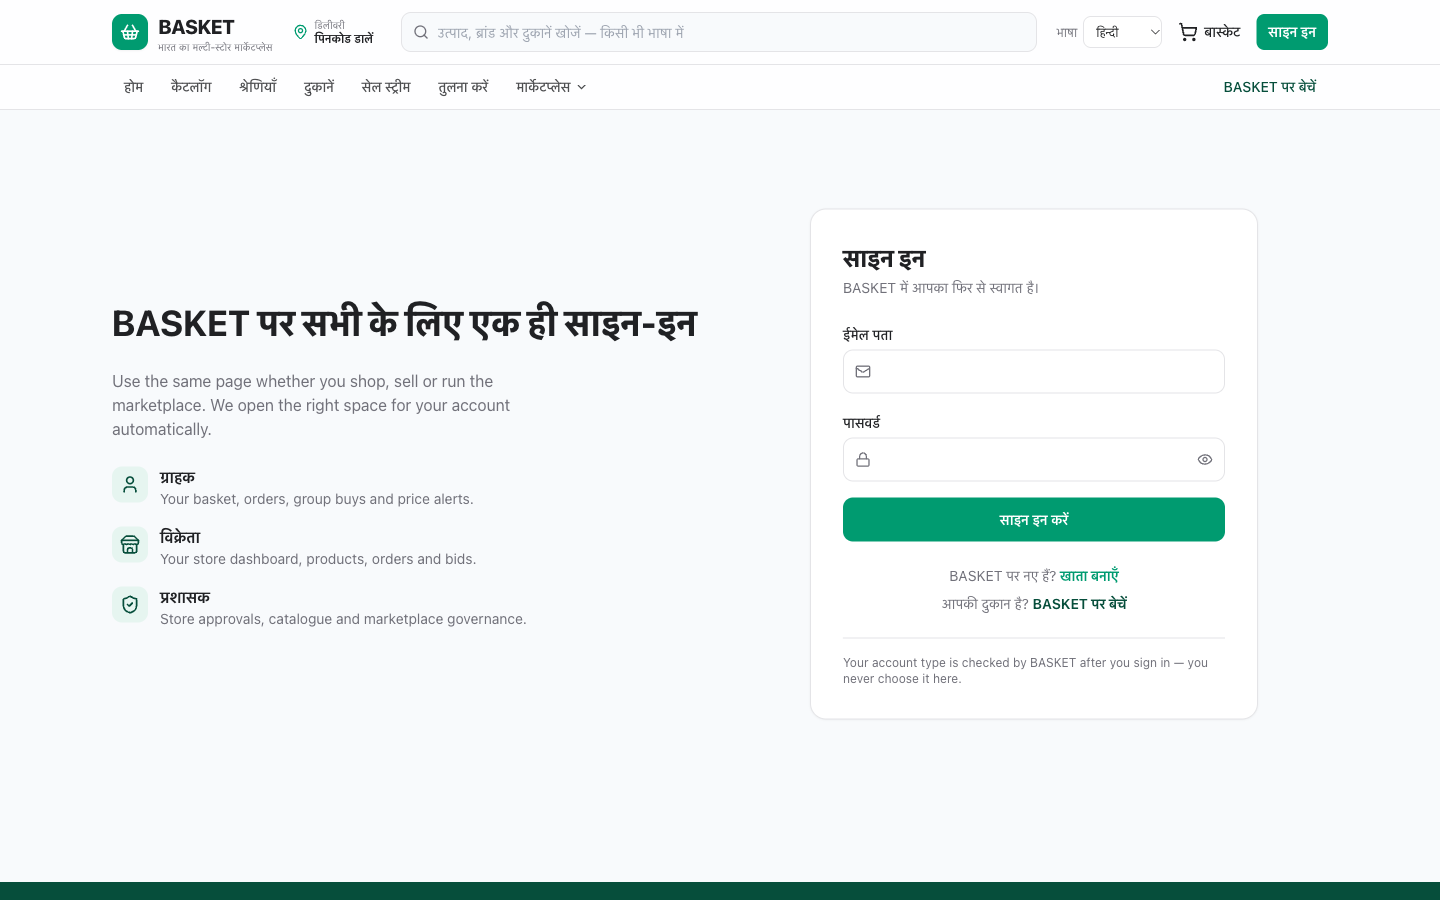 BASKET
भारत का मल्टी-स्टोर मार्केटप्लेस
डिलीवरी
पिनकोड डालें
उत्पाद, ब्रांड और दुकानें खोजें — किसी भी भाषा में
भाषा
हिन्दी
बास्केट
साइन इन
होम
कैटलॉग
श्रेणियाँ
दुकानें
सेल स्ट्रीम
तुलना करें
मार्केटप्लेस
BASKET पर बेचें
BASKET पर सभी के लिए एक ही साइन-इन
Use the same page whether you shop, sell or run the
marketplace. We open the right space for your account
automatically.
ग्राहक
Your basket, orders, group buys and price alerts.
विक्रेता
Your store dashboard, products, orders and bids.
प्रशासक
Store approvals, catalogue and marketplace governance.
साइन इन
BASKET में आपका फिर से स्वागत है।
ईमेल पता
पासवर्ड
साइन इन करें
BASKET पर नए हैं? खाता बनाएँ
आपकी दुकान है? BASKET पर बेचें
Your account type is checked by BASKET after you sign in — you
never choose it here.